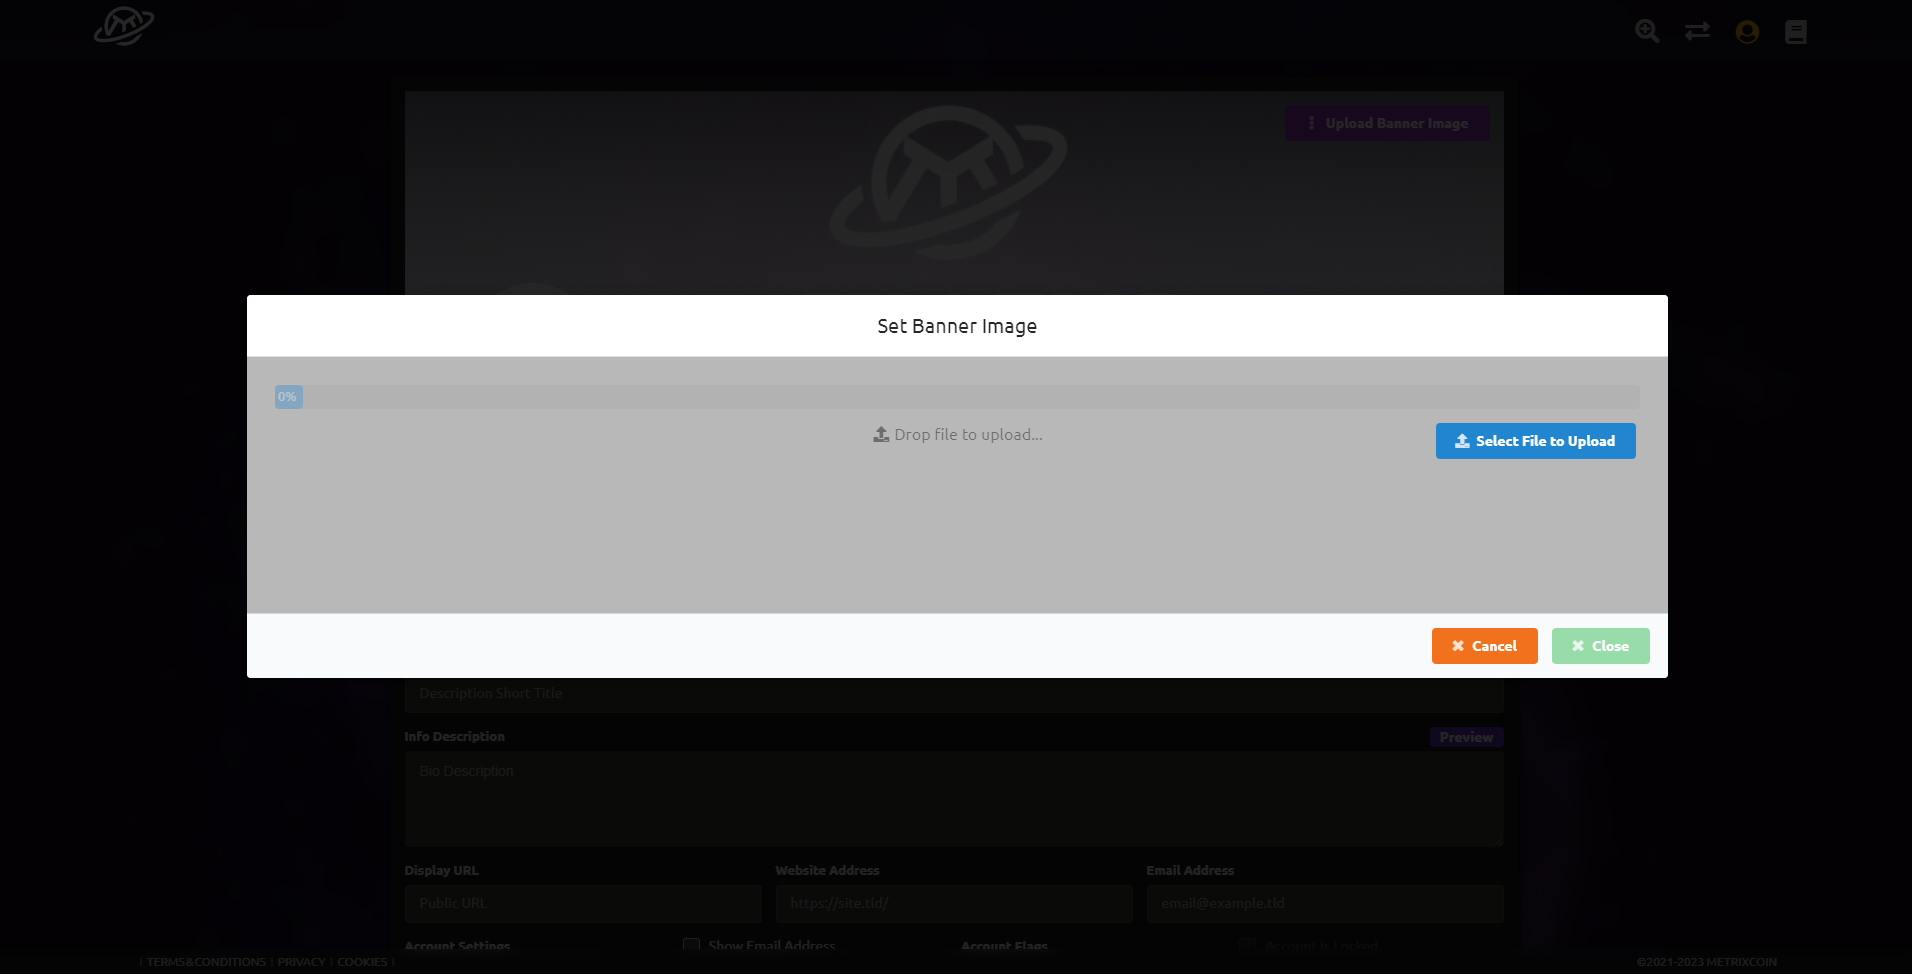 Upload Banner Image
Set Banner Image
0%
Drop file to upload...
Select File to Upload
Cancel
Close
Description Short Title
Info Description
Preview
Bio Description
Display URL
Website Address
Email Address
Public URL
https://site.tld/
email@example.tld
Account Settings
Show Email Address
Account Flags
Account Is Locked
| TERMS&CONDITIONS | PRIVACY | COOKIES |
©2021-2023 METRIXCOIN